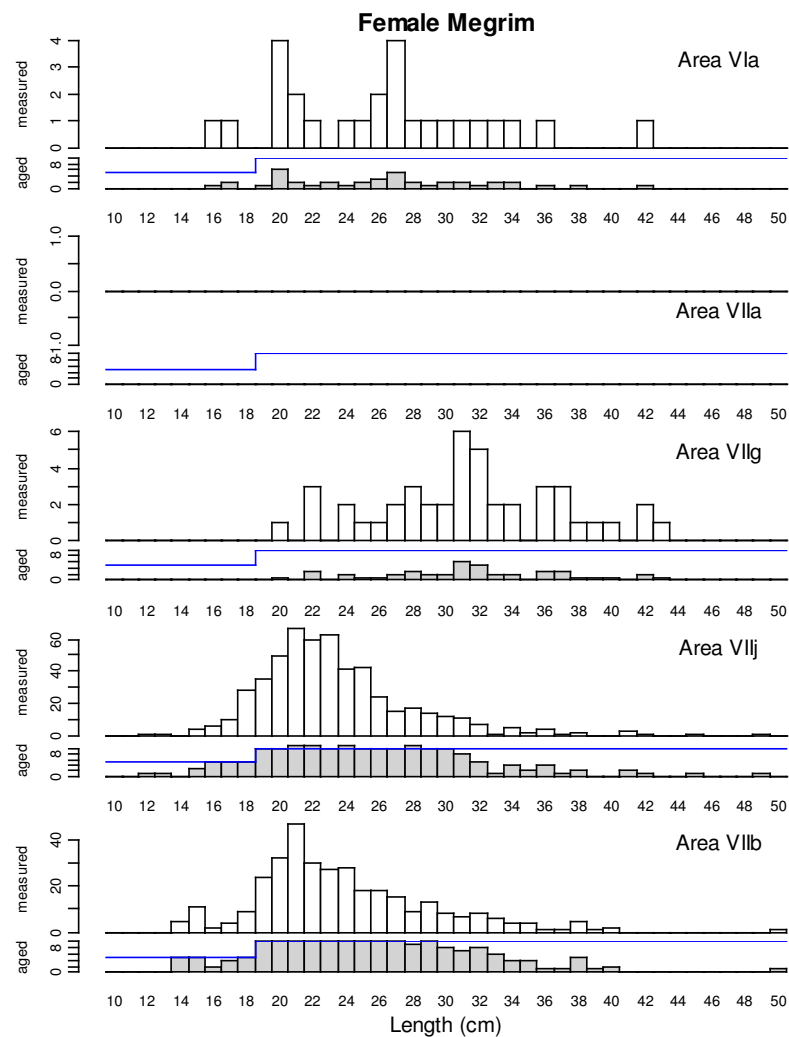 Female Megrim
Area VIa
measured
0 1 2 3 4
aged
0 8
10 12 14 16 18 20 22 24 26 28 30 32 34 36 38 40 42 44 46 48 50
Area VIIa
measured
-1.0 0.0 1.0
aged
0 8
10 12 14 16 18 20 22 24 26 28 30 32 34 36 38 40 42 44 46 48 50
Area VIIg
measured
0 2 4 6
aged
0 8
10 12 14 16 18 20 22 24 26 28 30 32 34 36 38 40 42 44 46 48 50
Area VIIj
measured
0 20 40 60
aged
0 8
10 12 14 16 18 20 22 24 26 28 30 32 34 36 38 40 42 44 46 48 50
Area VIIb
measured
0 20 40
aged
0 8
10 12 14 16 18 20 22 24 26 28 30 32 34 36 38 40 42 44 46 48 50
Length (cm)